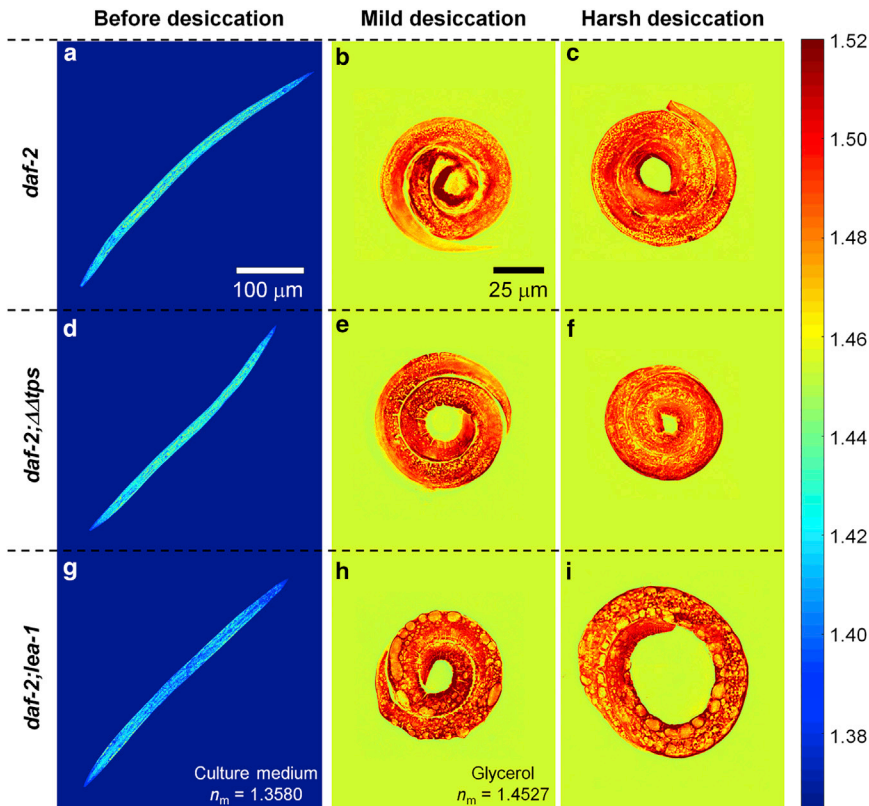 Before desiccation Mild desiccation Harsh desiccation
daf-2
a
b
c
100 μm
25 μm
daf-2;ΔΔtps
d
e
f
daf-2;lea-1
g
h
i
Culture medium
nm = 1.3580
Glycerol
nm = 1.4527
1.52
1.50
1.48
1.46
1.44
1.42
1.40
1.38